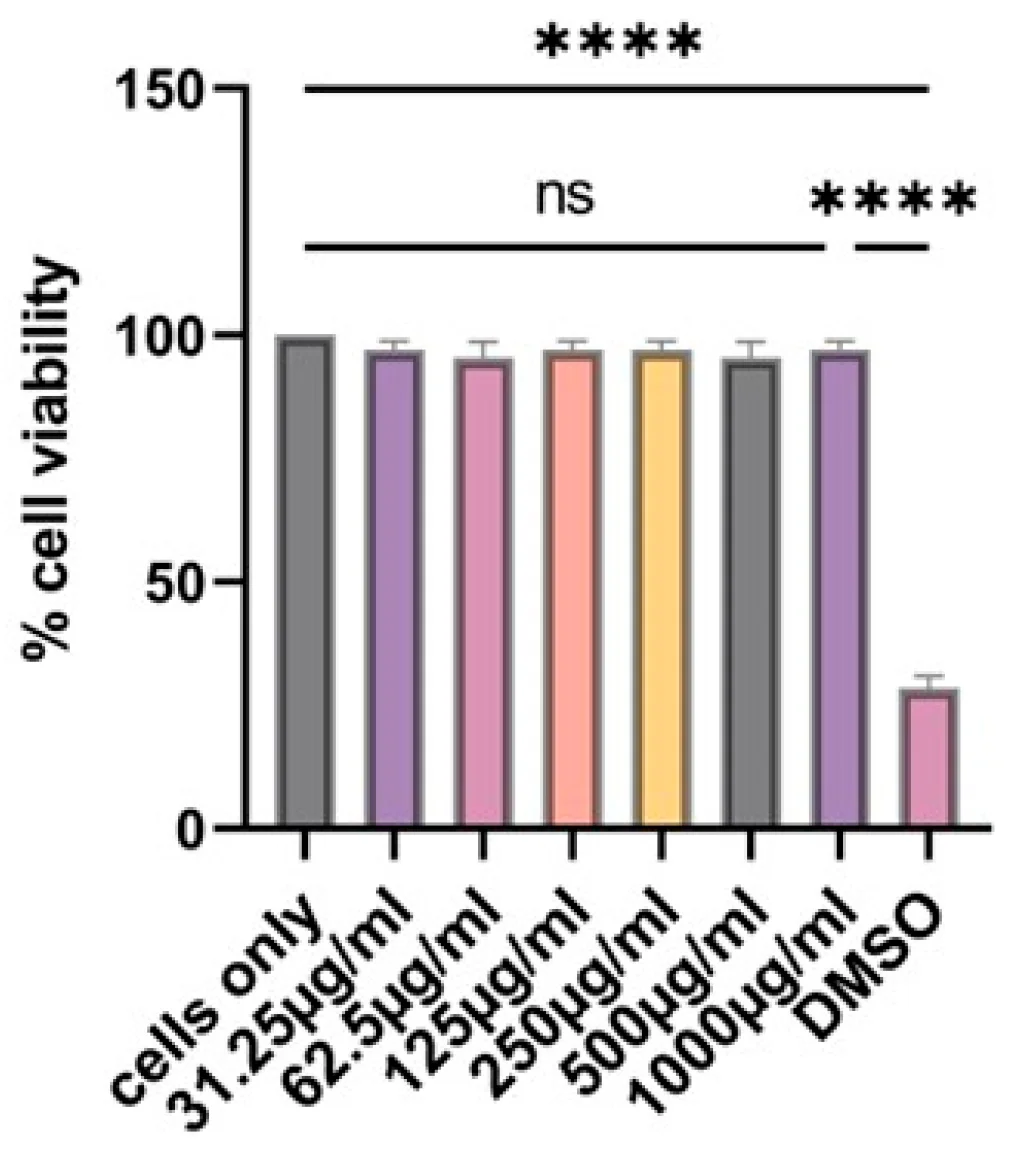 ****
150
ns
****
100
% cell viability
50
0
cells only
31.25µg/ml
62.5µg/ml
125µg/ml
250µg/ml
500µg/ml
1000µg/ml
DMSO